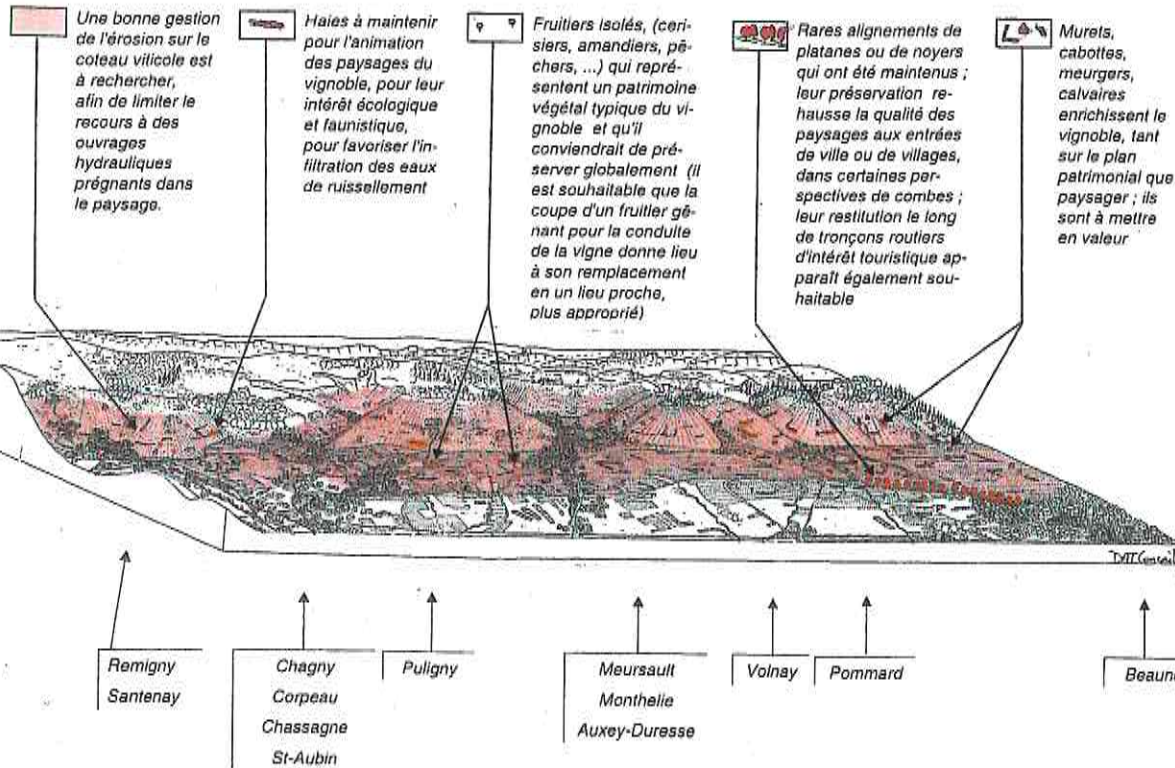 Une bonne gestion
de l'érosion sur le
coteau viticole est
à rechercher,
afin de limiter le
recours à des
ouvrages
hydrauliques
prégnants dans
le paysage.
Haies à maintenir
pour l'animation
des paysages du
vignoble, pour leur
intérêt écologique
et faunistique,
pour favoriser l'in-
filtration des eaux
de ruissellement
Fruitiers isolés, (ceri-
siers, amandiers, pê-
chers, ...) qui repré-
sentent un patrimoine
végétal typique du vi-
gnoble et qu'il
conviendrait de pré-
server globalement (il
est souhaitable que la
coupe d'un fruitier gê-
nant pour la conduite
de la vigne donne lieu
à son remplacement
en un lieu proche,
plus approprié)
Rares alignements de
platanes ou de noyers
qui ont été maintenus ;
leur préservation re-
hausse la qualité des
paysages aux entrées
de ville ou de villages,
dans certaines per-
spectives de combes ;
leur restitution le long
de tronçons routiers
d'intérêt touristique ap-
paraît également sou-
haitable
Murets,
cabottes,
meurgers,
calvaires
enrichissent le
vignoble, tant
sur le plan
patrimonial que
paysager ; ils
sont à mettre
en valeur
DAT Conseil
Remigny
Santenay
Chagny
Corpeau
Chassagne
St-Aubin
Puligny
Meursault
Monthelie
Auxey-Duresse
Volnay
Pommard
Beaune